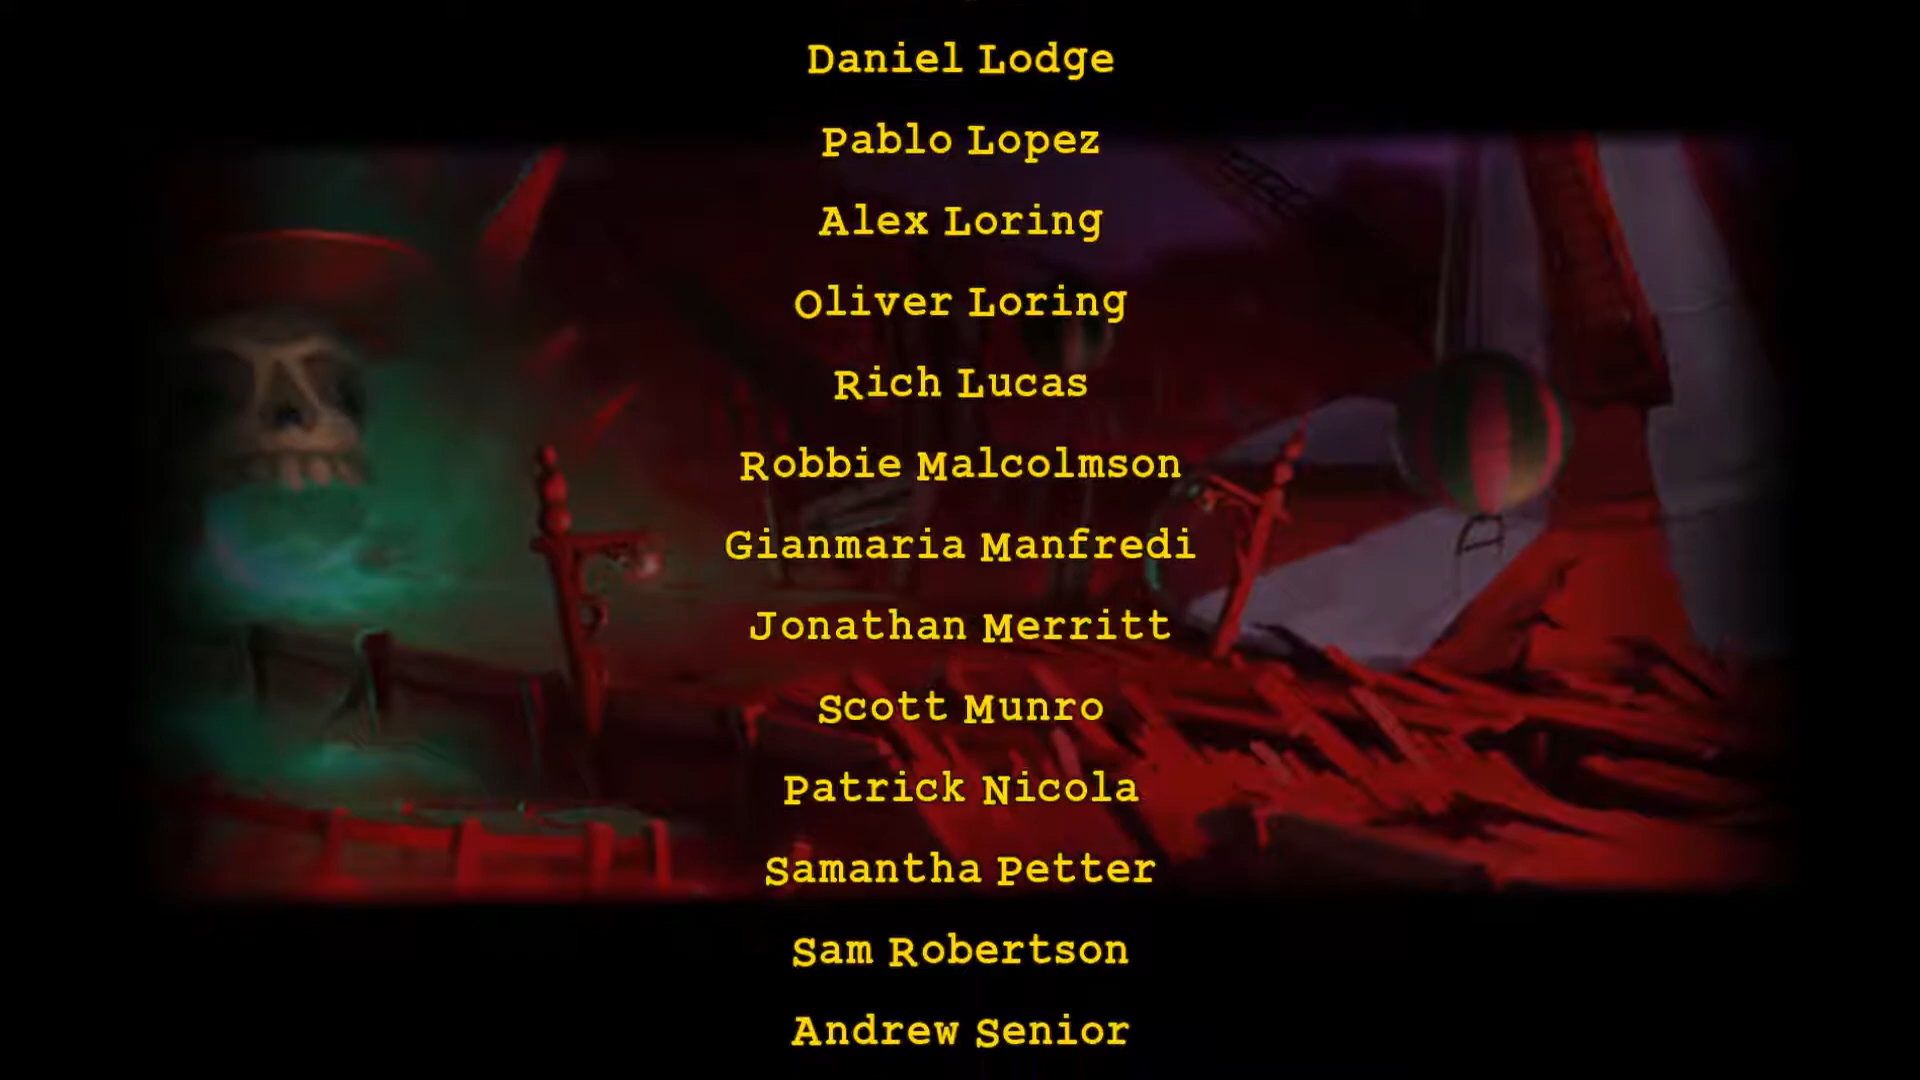 Daniel Lodge
Pablo Lopez
Alex Loring
Oliver Loring
Rich Lucas
Robbie Malcolmson
Gianmaria Manfredi
Jonathan Merritt
Scott Munro
Patrick Nicola
Samantha Petter
Sam Robertson
Andrew Senior